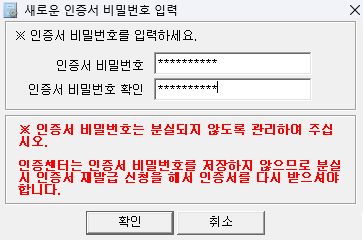 새로운 인증서 비밀번호 입력
※ 인증서 비밀번호를 입력하세요.
인증서 비밀번호 **********
인증서 비밀번호 확인 **********
※ 인증서 비밀번호는 분실되지 않도록 관리하여 주십
시오.
인증센터는 인증서 비밀번호를 저장하지 않으므로 분실
시 인증서 재발급 신청을 해서 인증서를 다시 받으셔야
합니다.
확인 취소